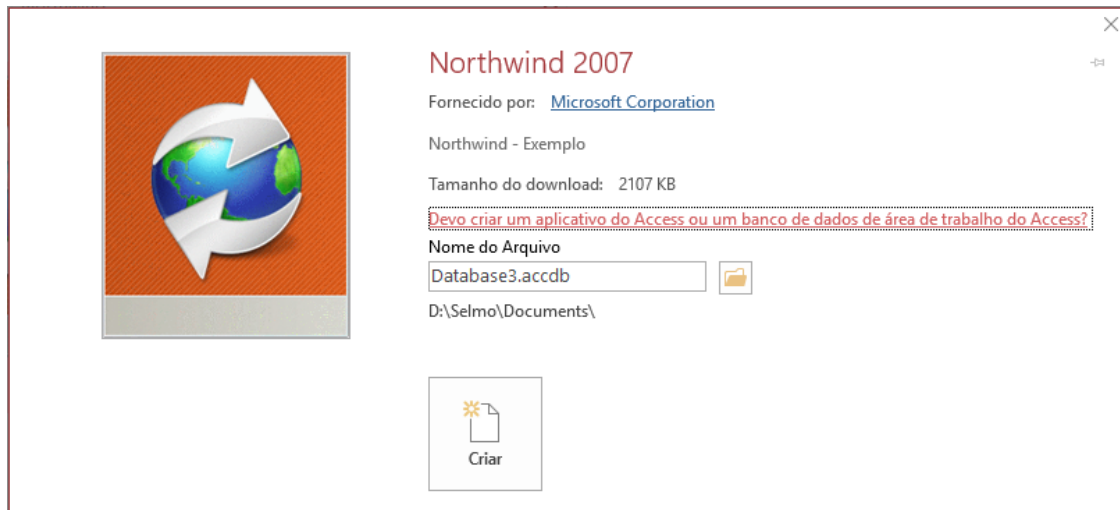 Northwind 2007
Fornecido por: Microsoft Corporation
Northwind - Exemplo
Tamanho do download: 2107 KB
Devo criar um aplicativo do Access ou um banco de dados de área de trabalho do Access?
Nome do Arquivo
Database3.accdb
D:\Selmo\Documents\
Criar